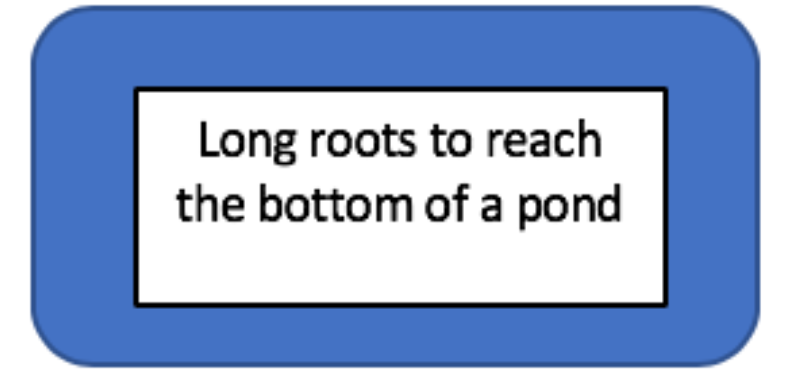 Long roots to reach
the bottom of a pond